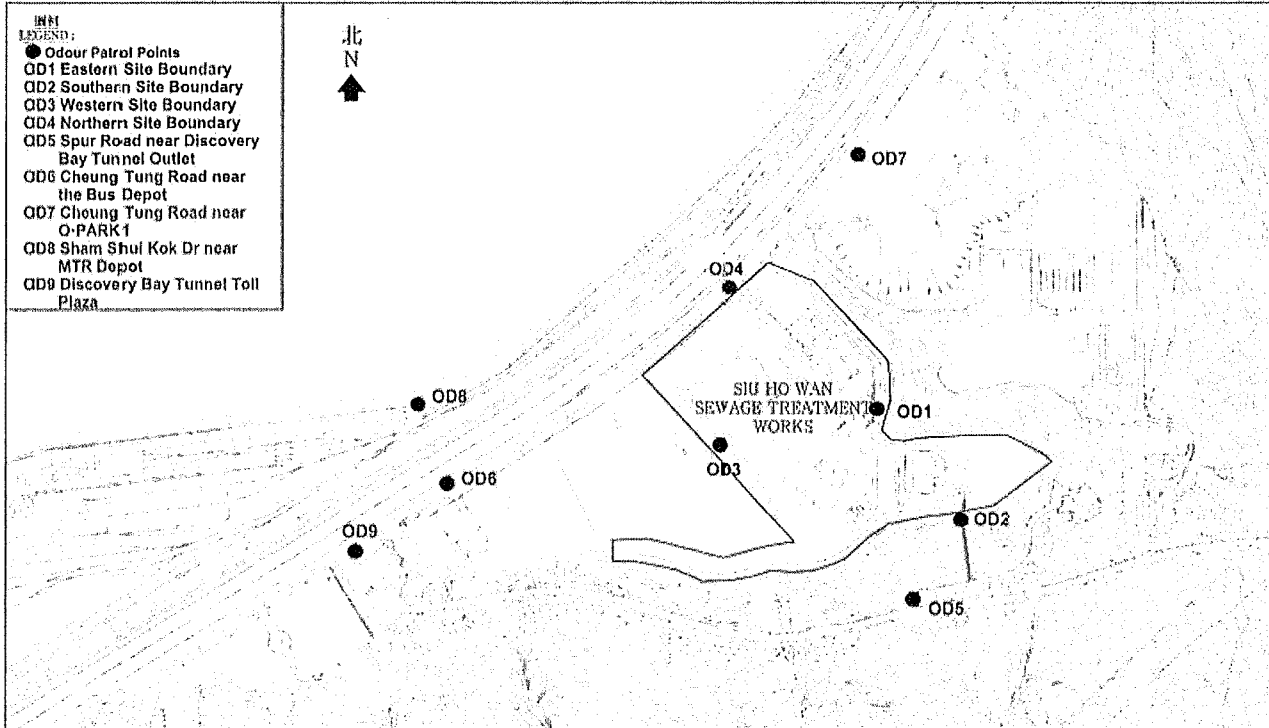 LEGEND:
Odour Patrol Points
OD1 Eastern Site Boundary
OD2 Southern Site Boundary
OD3 Western Site Boundary
OD4 Northern Site Boundary
OD5 Spur Road near Discovery
Bay Tunnel Outlet
OD6 Cheung Tung Road near
the Bus Depot
OD7 Cheung Tung Road near
O·PARK1
OD8 Sham Shui Kok Dr near
MTR Depot
OD9 Discovery Bay Tunnel Toll
Plaza
北
N
OD7
OD4
OD8
SIU HO WAN
SEWAGE TREATMENT
WORKS
OD1
OD3
OD6
OD2
OD9
OD5